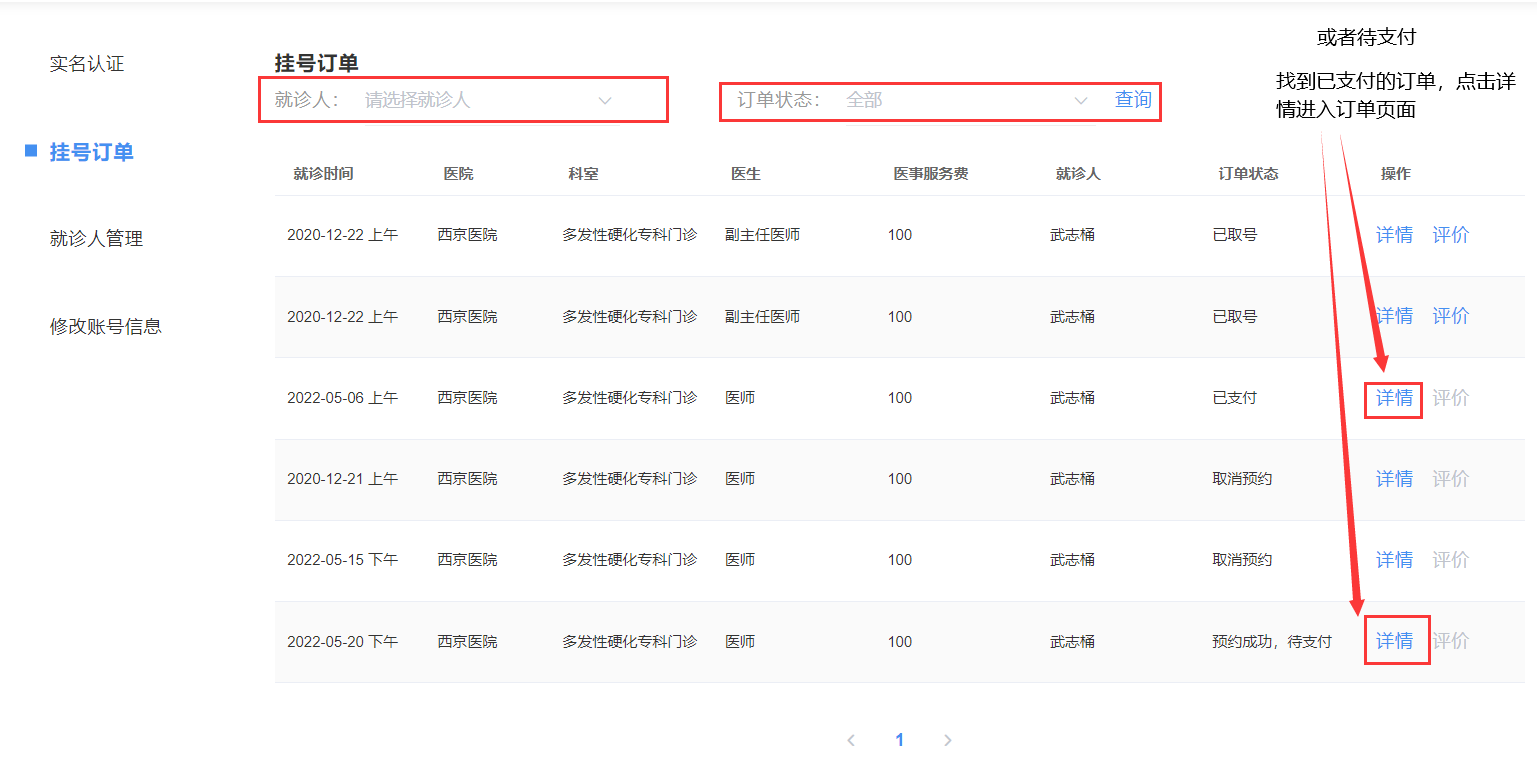 或者待支付
实名认证
挂号订单
找到已支付的订单，点击详
情进入订单页面
就诊人： 请选择就诊人 订单状态： 全部 查询
挂号订单
就诊时间 医院 科室 医生 医事服务费 就诊人 订单状态 操作
2020-12-22 上午 西京医院 多发性硬化专科门诊 副主任医师 100 武志桶 已取号 详情 评价
就诊人管理
2020-12-22 上午 西京医院 多发性硬化专科门诊 副主任医师 100 武志桶 已取号 详情 评价
修改账号信息
2022-05-06 上午 西京医院 多发性硬化专科门诊 医师 100 武志桶 已支付 详情 评价
2020-12-21 上午 西京医院 多发性硬化专科门诊 医师 100 武志桶 取消预约 详情 评价
2022-05-15 下午 西京医院 多发性硬化专科门诊 医师 100 武志桶 取消预约 详情 评价
2022-05-20 下午 西京医院 多发性硬化专科门诊 医师 100 武志桶 预约成功，待支付 详情 评价
1